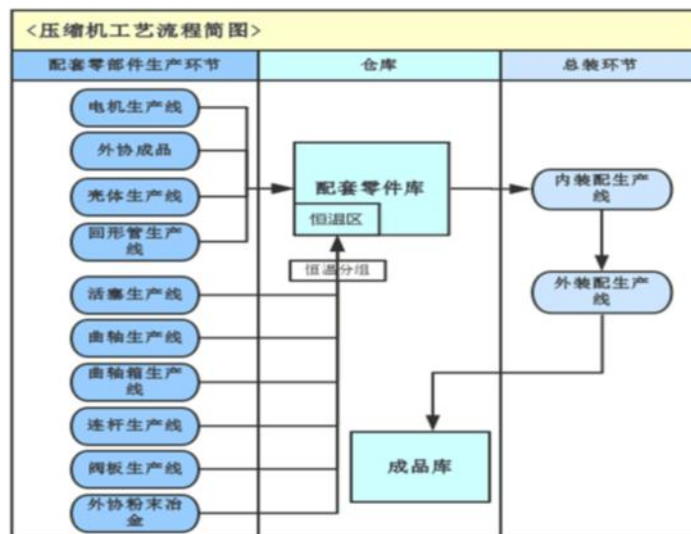 <压缩机工艺流程简图>
配套零部件生产环节
仓库
总装环节
电机生产线
外协成品
壳体生产线
回形管生产
线
活塞生产线
曲轴生产线
曲轴箱生产
线
连杆生产线
阀板生产线
外协粉末冶
金
配套零件库
恒温区
恒温分组
成品库
内装配生产
线
外装配生产
线